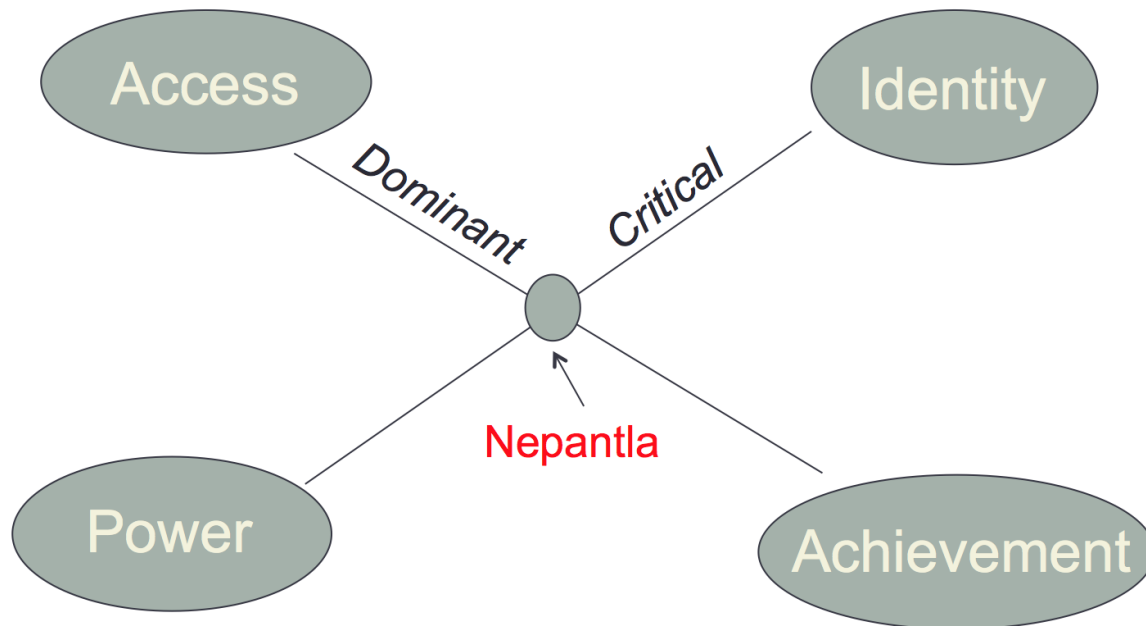 Access
Identity
Dominant
Critical
Nepantla
Power
Achievement